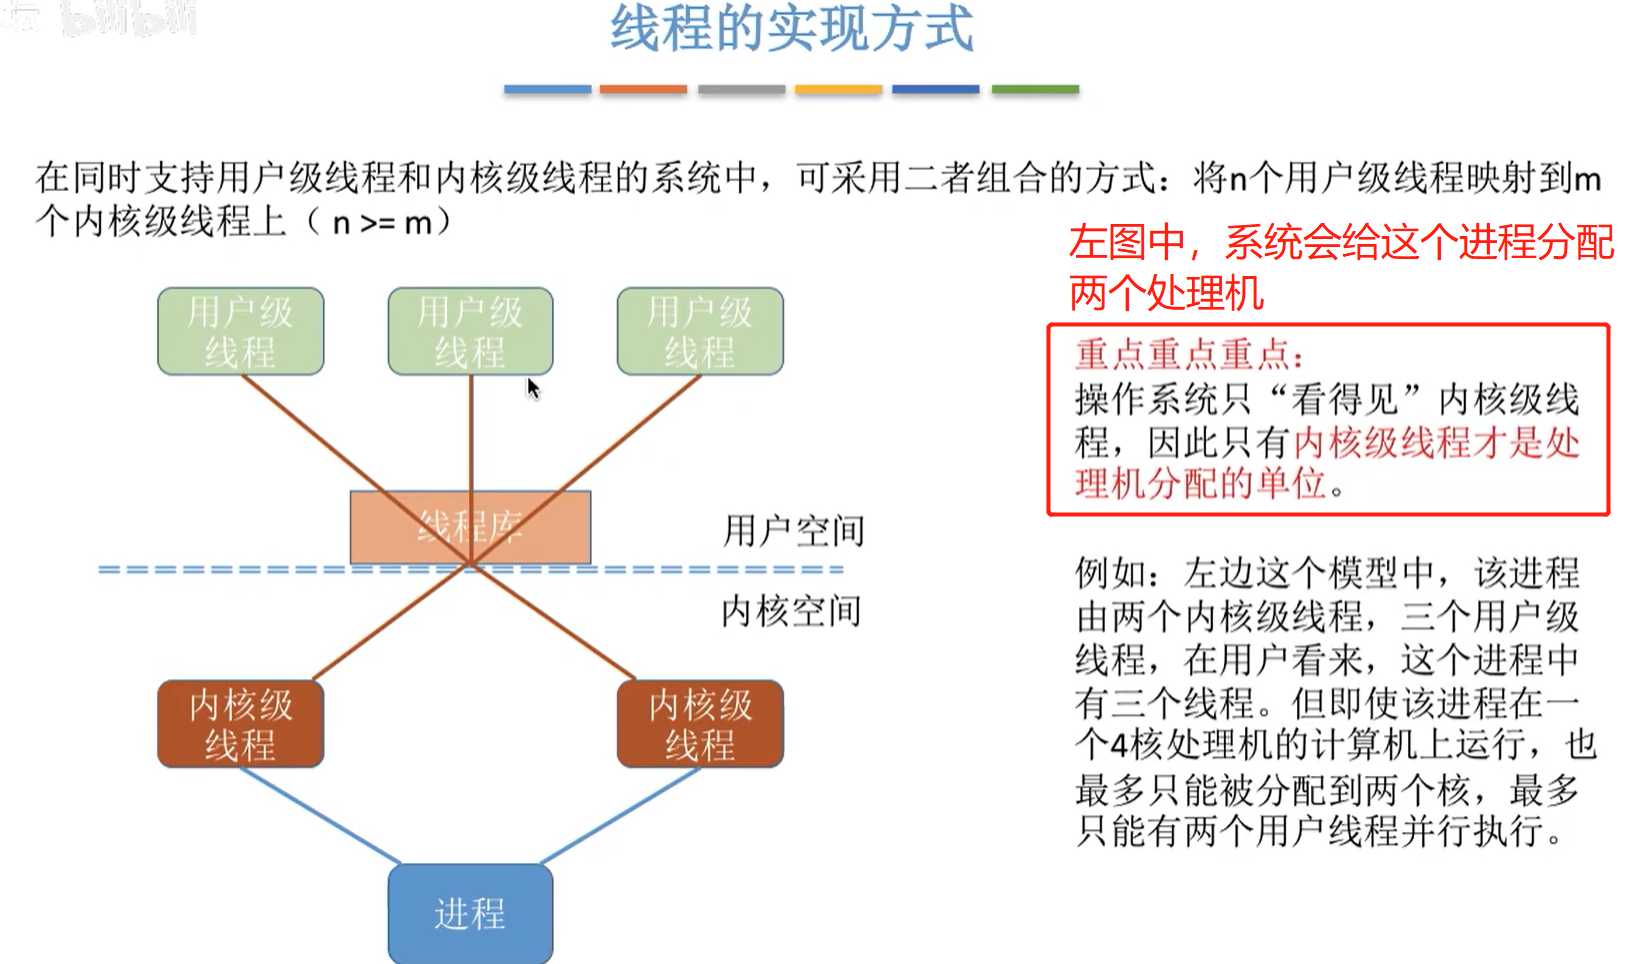 bilibili
线程的实现方式
在同时支持用户级线程和内核级线程的系统中，可采用二者组合的方式：将n个用户级线程映射到m
个内核级线程上（ n >= m）
左图中，系统会给这个进程分配
两个处理机
用户级
线程
用户级
线程
用户级
线程
重点重点重点：
操作系统只“看得见”内核级线
程，因此只有内核级线程才是处
理机分配的单位。
线程库
用户空间
内核空间
例如：左边这个模型中，该进程
由两个内核级线程，三个用户级
线程，在用户看来，这个进程中
有三个线程。但即使该进程在一
个4核处理机的计算机上运行，也
最多只能被分配到两个核，最多
只能有两个用户线程并行执行。
内核级
线程
内核级
线程
进程